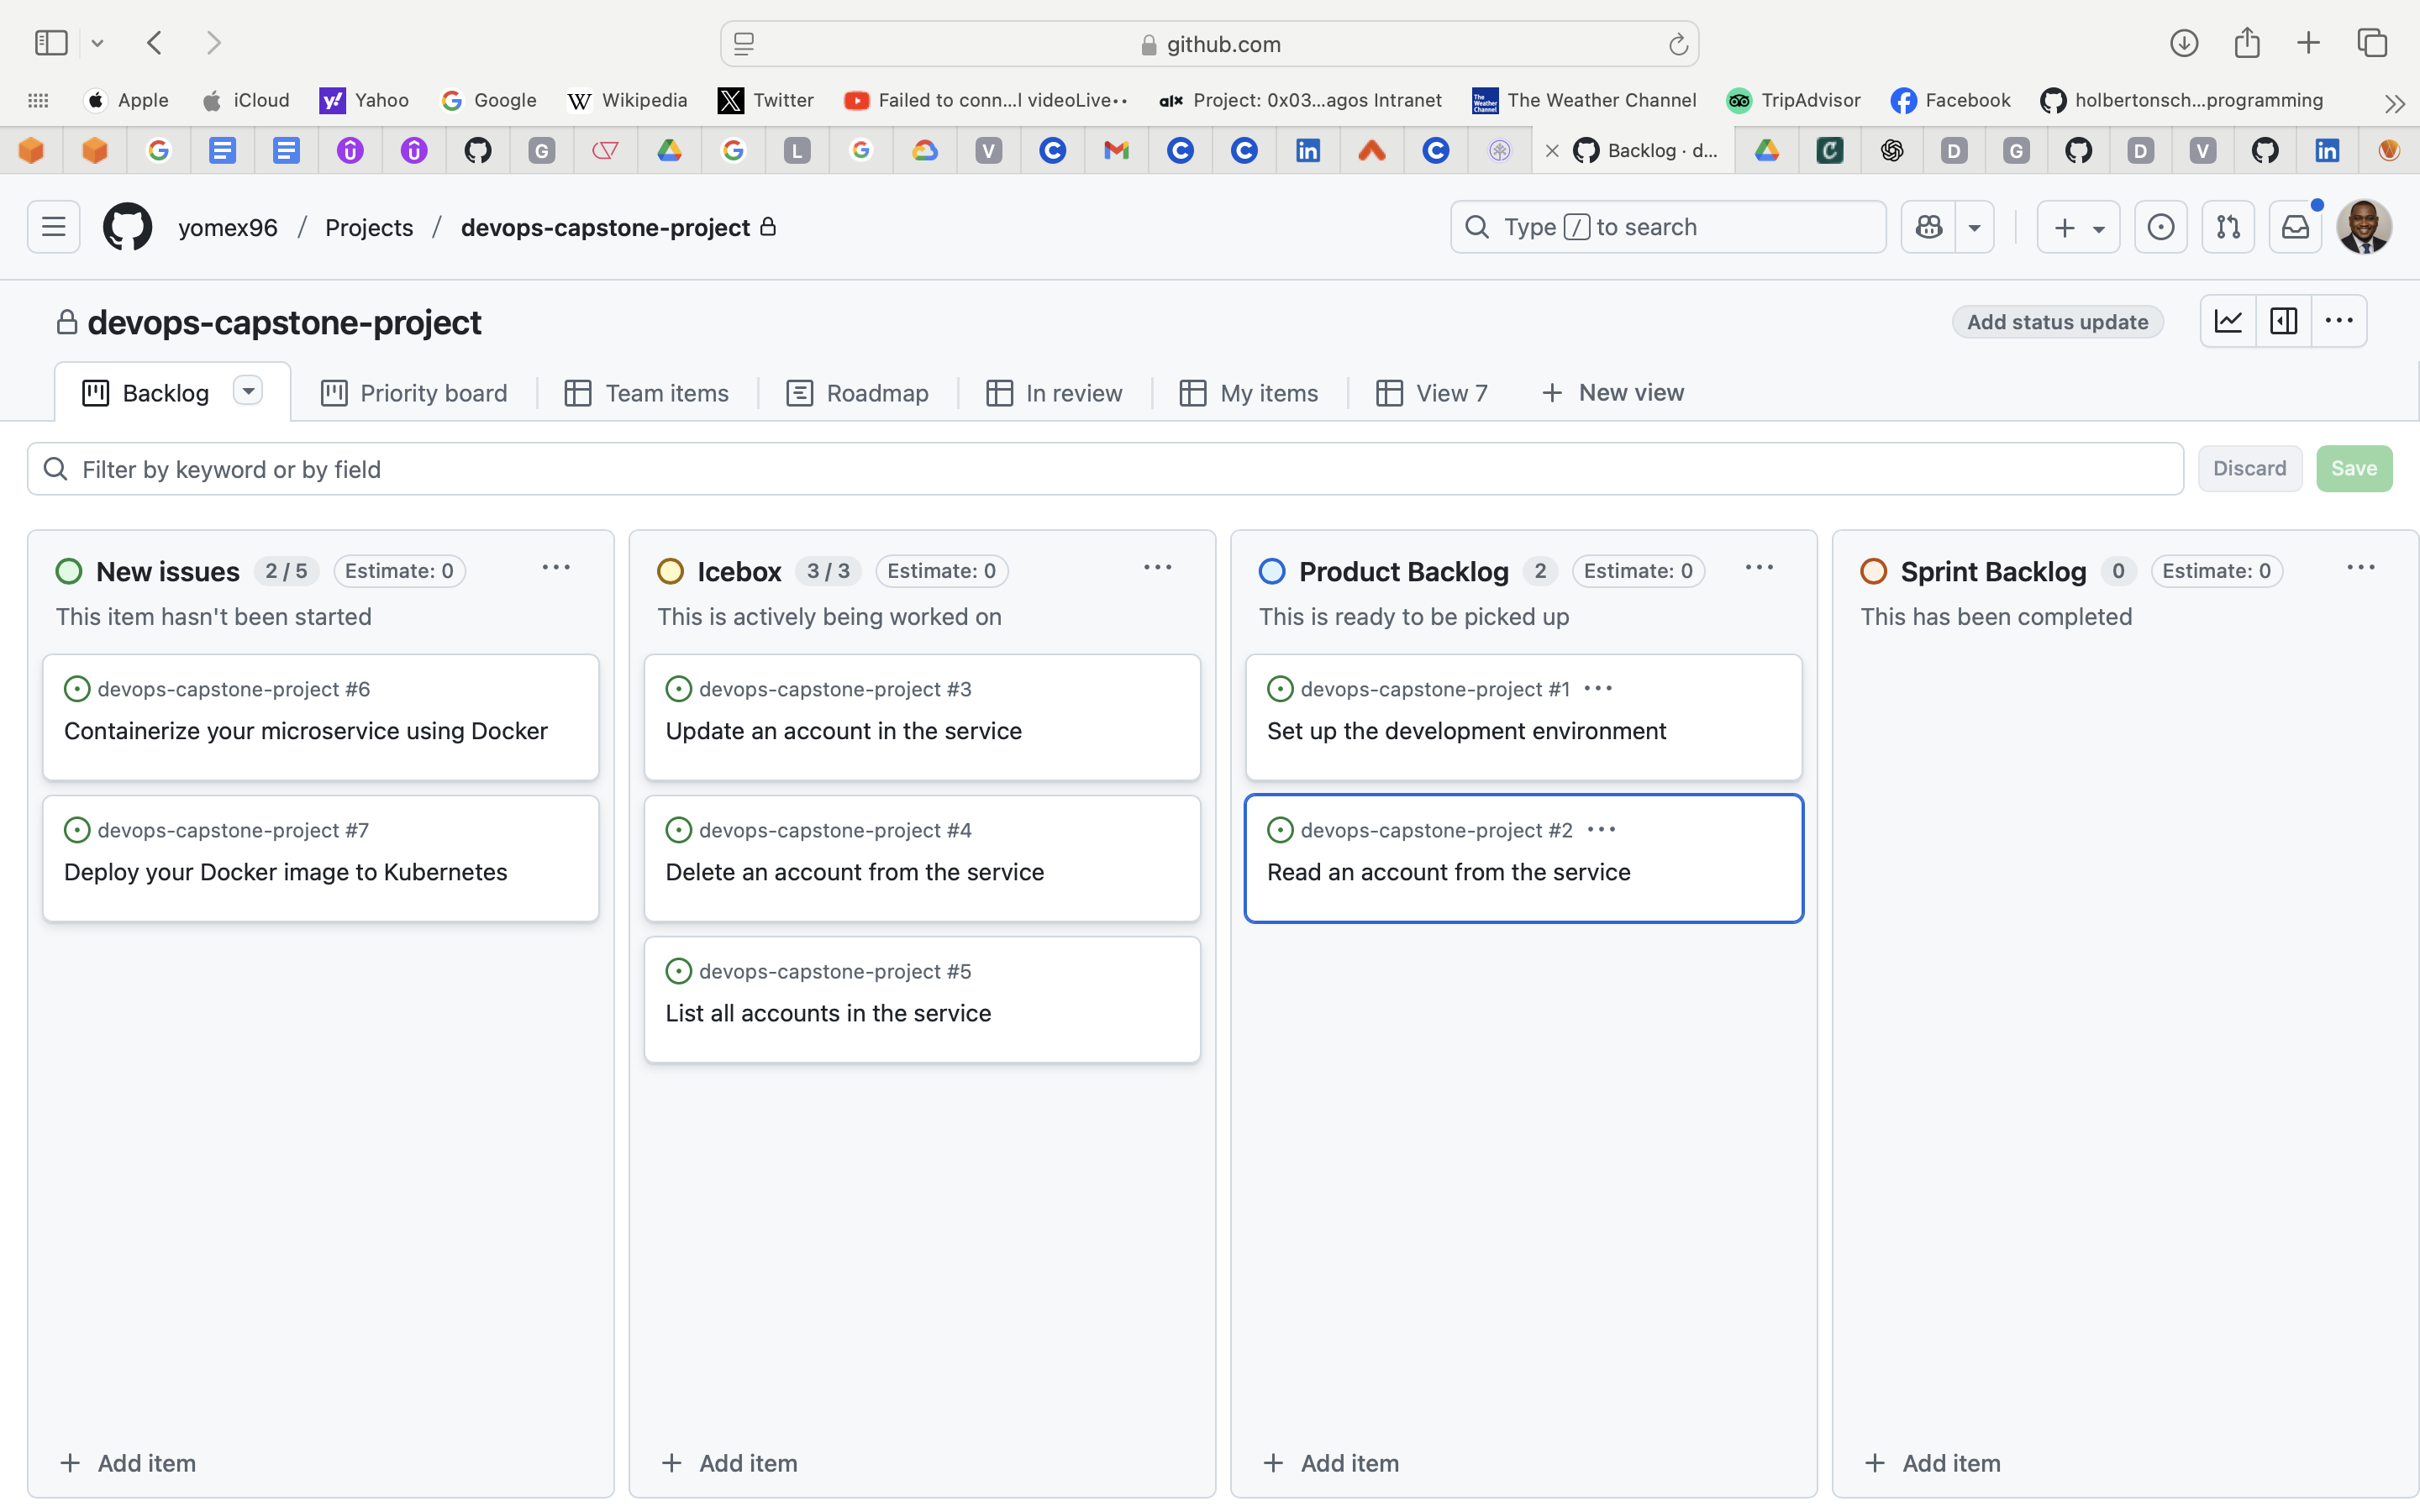 github.com
Apple iCloud Yahoo Google Wikipedia Twitter Failed to conn...l videoLive·· Project: 0x03...agos Intranet The Weather Channel TripAdvisor Facebook holbertonsch...programming
Backlog · d...
yomex96 / Projects / devops-capstone-project
Type / to search
devops-capstone-project
Add status update
Backlog Priority board Team items Roadmap In review My items View 7 + New view
Filter by keyword or by field
Discard Save
New issues 2 / 5 Estimate: 0
This item hasn't been started
devops-capstone-project #6
Containerize your microservice using Docker
devops-capstone-project #7
Deploy your Docker image to Kubernetes
+ Add item
Icebox 3 / 3 Estimate: 0
This is actively being worked on
devops-capstone-project #3
Update an account in the service
devops-capstone-project #4
Delete an account from the service
devops-capstone-project #5
List all accounts in the service
+ Add item
Product Backlog 2 Estimate: 0
This is ready to be picked up
devops-capstone-project #1
Set up the development environment
devops-capstone-project #2
Read an account from the service
+ Add item
Sprint Backlog 0 Estimate: 0
This has been completed
+ Add item